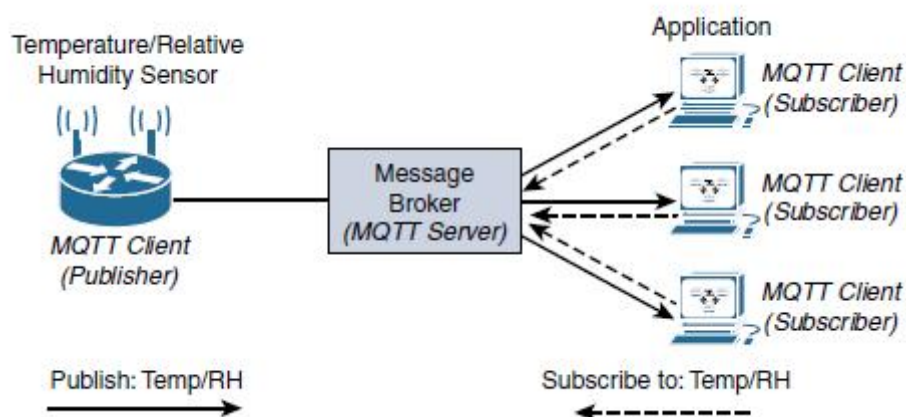 Temperature/Relative
Humidity Sensor
MQTT Client
(Publisher)
Message
Broker
(MQTT Server)
Application
MQTT Client
(Subscriber)
MQTT Client
(Subscriber)
MQTT Client
(Subscriber)
Publish: Temp/RH
Subscribe to: Temp/RH